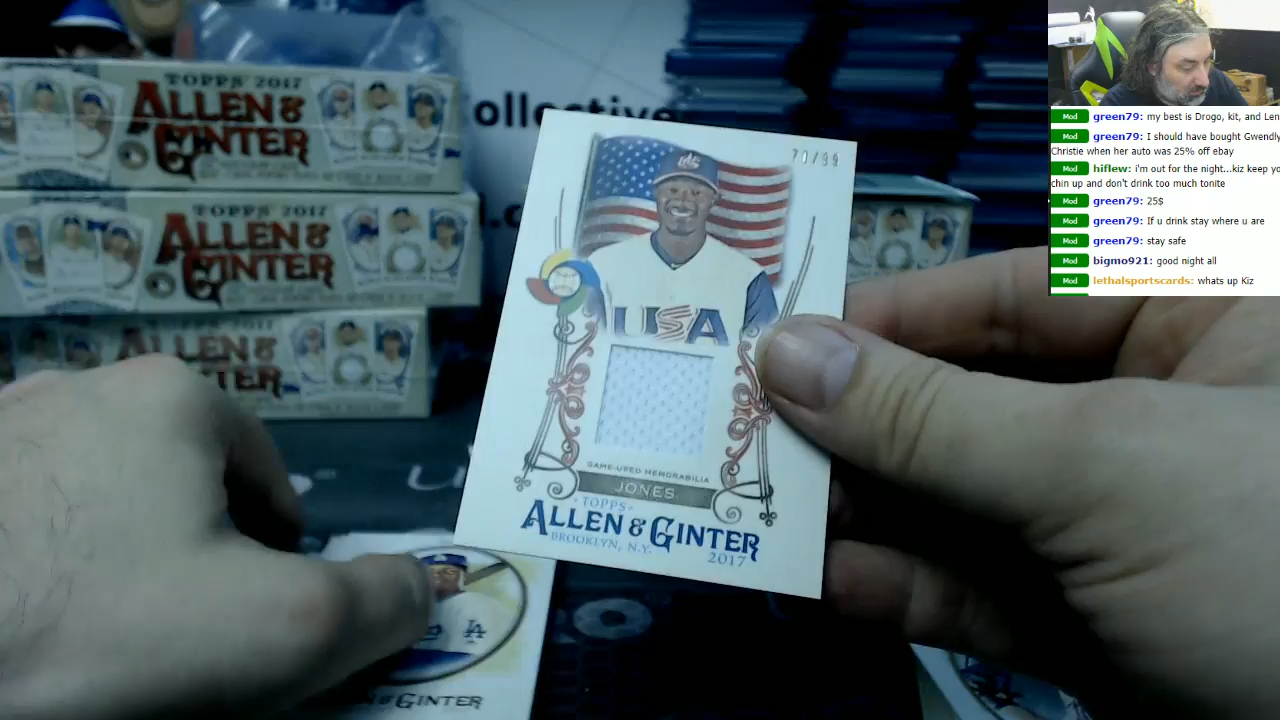 TOPPS 2017
ALLEN &
GINTER
TOPPS 2017
ALLEN &
GINTER
ALLEN &
GINTER
ollective
70/99
USA
GAME-USED MEMORABILIA
JONES
TOPPS
ALLEN & GINTER
BROOKLYN, N.Y.
2017
LA
& GINTER
Mod green79: my best is Drogo, kit, and Len
Mod green79: I should have bought Gwendly
Christie when her auto was 25% off ebay
Mod hiflew: i'm out for the night...kiz keep yo
chin up and don't drink too much tonite
Mod green79: 25$
Mod green79: If u drink stay where u are
Mod green79: stay safe
Mod bigmo921: good night all
Mod lethalsportscards: whats up Kiz